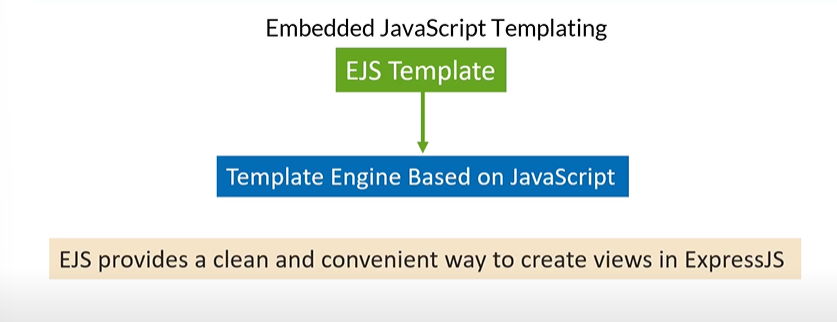 Embedded JavaScript Templating
EJS Template
Template Engine Based on JavaScript
EJS provides a clean and convenient way to create views in ExpressJS